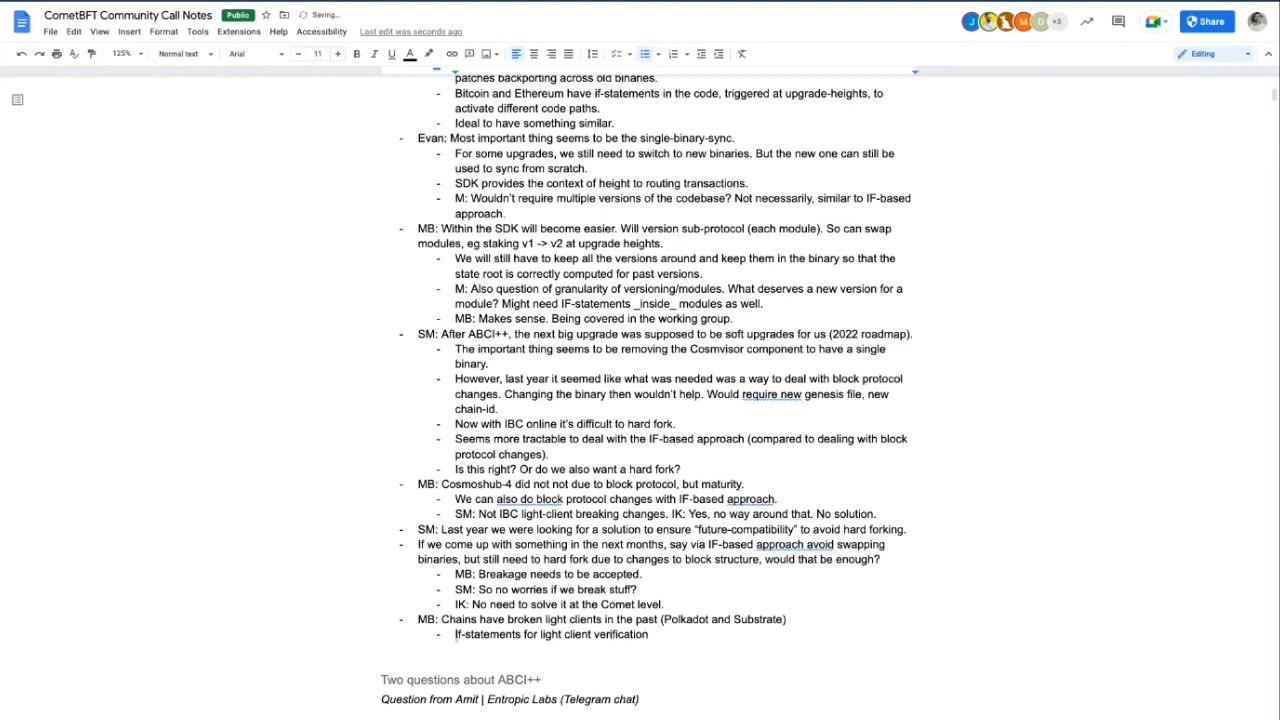 CometBFT Community Call Notes Public Saving...
J M D +3 Share
File Edit View Insert Format Tools Extensions Help Accessibility Last edit was seconds ago
125% Normal text Arial − 11 + B I U A Editing
patches backporting across old binaries.
- Bitcoin and Ethereum have if-statements in the code, triggered at upgrade-heights, to
activate different code paths.
- Ideal to have something similar.
- Evan: Most important thing seems to be the single-binary-sync.
- For some upgrades, we still need to switch to new binaries. But the new one can still be
used to sync from scratch.
- SDK provides the context of height to routing transactions.
- M: Wouldn't require multiple versions of the codebase? Not necessarily, similar to IF-based
approach.
- MB: Within the SDK will become easier. Will version sub-protocol (each module). So can swap
modules, eg staking v1 -> v2 at upgrade heights.
- We will still have to keep all the versions around and keep them in the binary so that the
state root is correctly computed for past versions.
- M: Also question of granularity of versioning/modules. What deserves a new version for a
module? Might need IF-statements _inside_ modules as well.
- MB: Makes sense. Being covered in the working group.
- SM: After ABCI++, the next big upgrade was supposed to be soft upgrades for us (2022 roadmap).
- The important thing seems to be removing the Cosmvisor component to have a single
binary.
- However, last year it seemed like what was needed was a way to deal with block protocol
changes. Changing the binary then wouldn't help. Would require new genesis file, new
chain-id.
- Now with IBC online it's difficult to hard fork.
- Seems more tractable to deal with the IF-based approach (compared to dealing with block
protocol changes).
- Is this right? Or do we also want a hard fork?
- MB: Cosmoshub-4 did not not due to block protocol, but maturity.
- We can also do block protocol changes with IF-based approach.
- SM: Not IBC light-client breaking changes. IK: Yes, no way around that. No solution.
- SM: Last year we were looking for a solution to ensure “future-compatibility” to avoid hard forking.
- If we come up with something in the next months, say via IF-based approach avoid swapping
binaries, but still need to hard fork due to changes to block structure, would that be enough?
- MB: Breakage needs to be accepted.
- SM: So no worries if we break stuff?
- IK: No need to solve it at the Comet level.
- MB: Chains have broken light clients in the past (Polkadot and Substrate)
- If-statements for light client verification
Two questions about ABCI++
Question from Amit | Entropic Labs (Telegram chat)